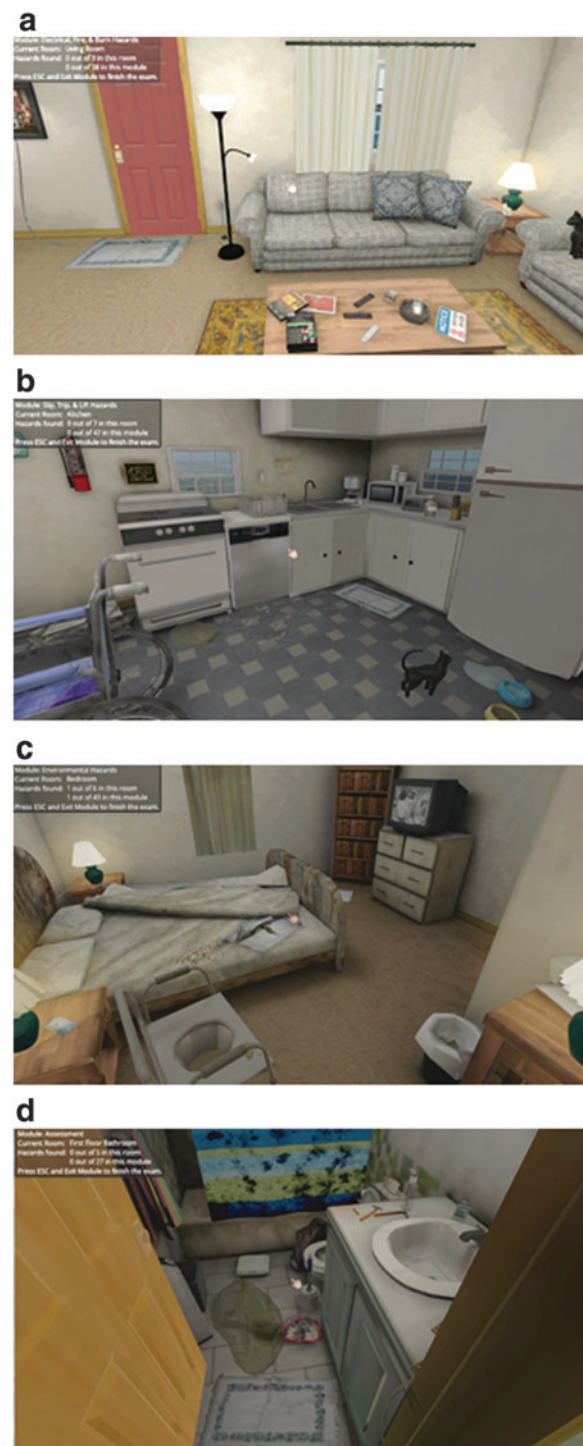 a
Module: Electrical, Fire, & Burn Hazards
Current Room: Living Room
Hazards found: 0 out of 9 in this room
0 out of 38 in this module
Press ESC and Exit Module to finish the exam.
b
Module: Slip, Trip, & Lift Hazards
Current Room: Kitchen
Hazards found: 0 out of 7 in this room
0 out of 47 in this module
Press ESC and Exit Module to finish the exam.
c
Module: Environmental Hazards
Current Room: Bedroom
Hazards found: 1 out of 6 in this room
1 out of 43 in this module
Press ESC and Exit Module to finish the exam.
d
Module: Assessment
Current Room: First Floor Bathroom
Hazards found: 0 out of 5 in this room
0 out of 27 in this module
Press ESC and Exit Module to finish the exam.